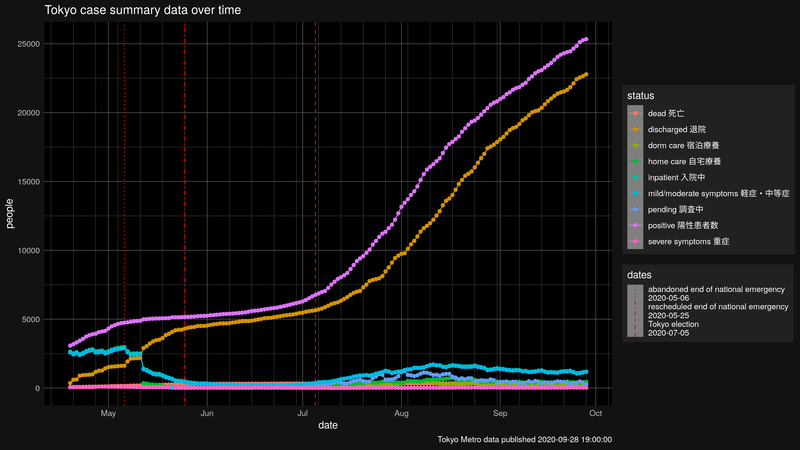 Tokyo case summary data over time
people
25000
20000
15000
10000
5000
0
May
Jun
Jul
Aug
Sep
Oct
date
status
dead 死亡
discharged 退院
dorm care 宿泊療養
home care 自宅療養
inpatient 入院中
mild/moderate symptoms 軽症・中等症
pending 調査中
positive 陽性患者数
severe symptoms 重症
dates
abandoned end of national emergency
2020-05-06
rescheduled end of national emergency
2020-05-25
Tokyo election
2020-07-05
Tokyo Metro data published 2020-09-28 19:00:00